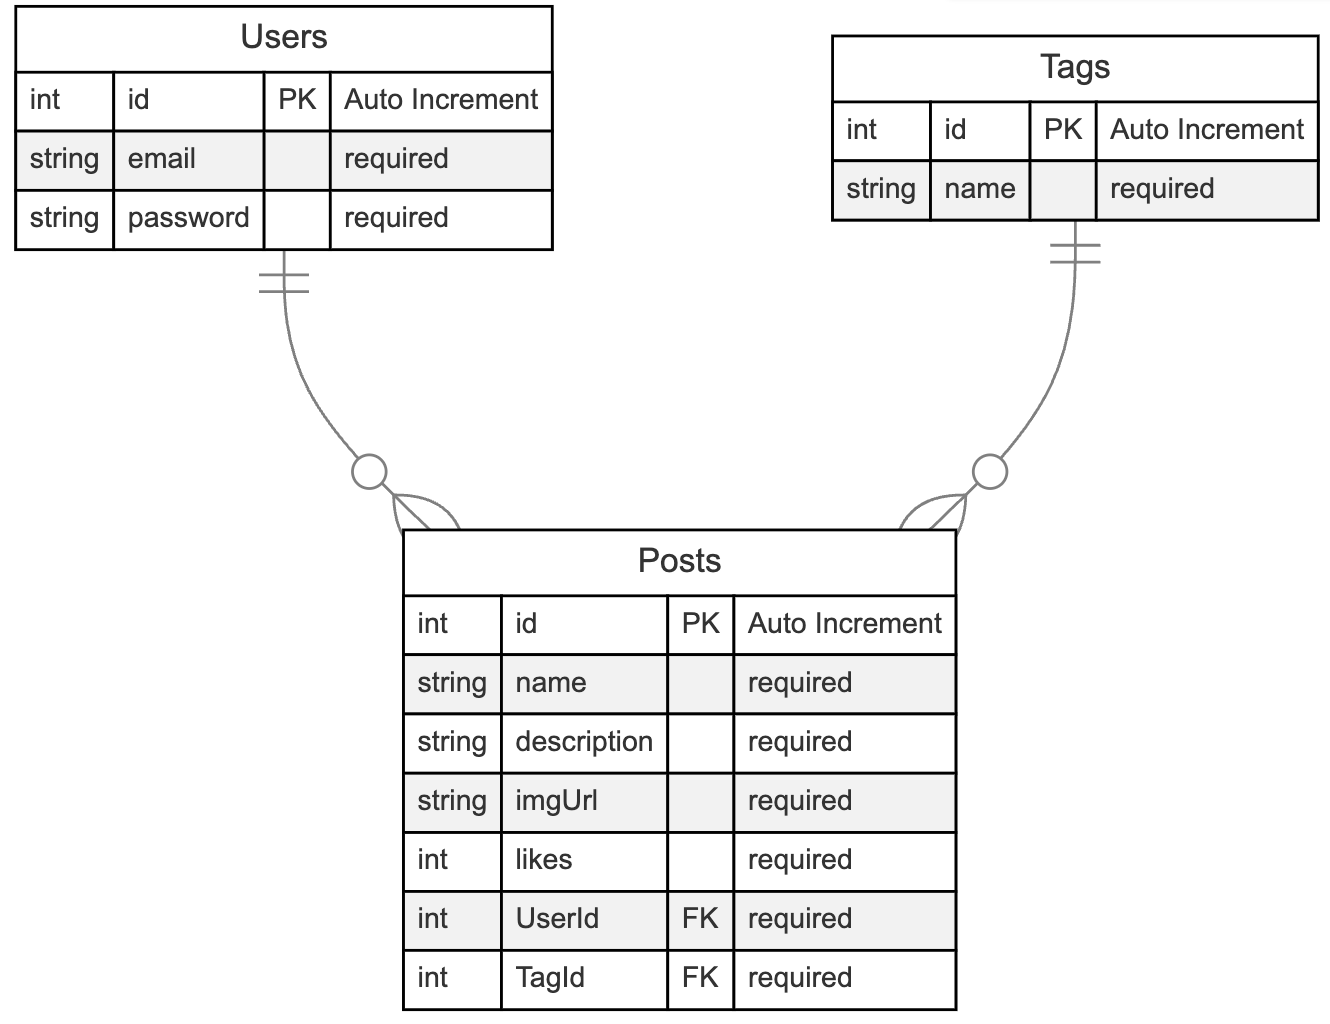 Users
int id PK Auto Increment
string email required
string password required
Tags
int id PK Auto Increment
string name required
Posts
int id PK Auto Increment
string name required
string description required
string imgUrl required
int likes required
int UserId FK required
int TagId FK required